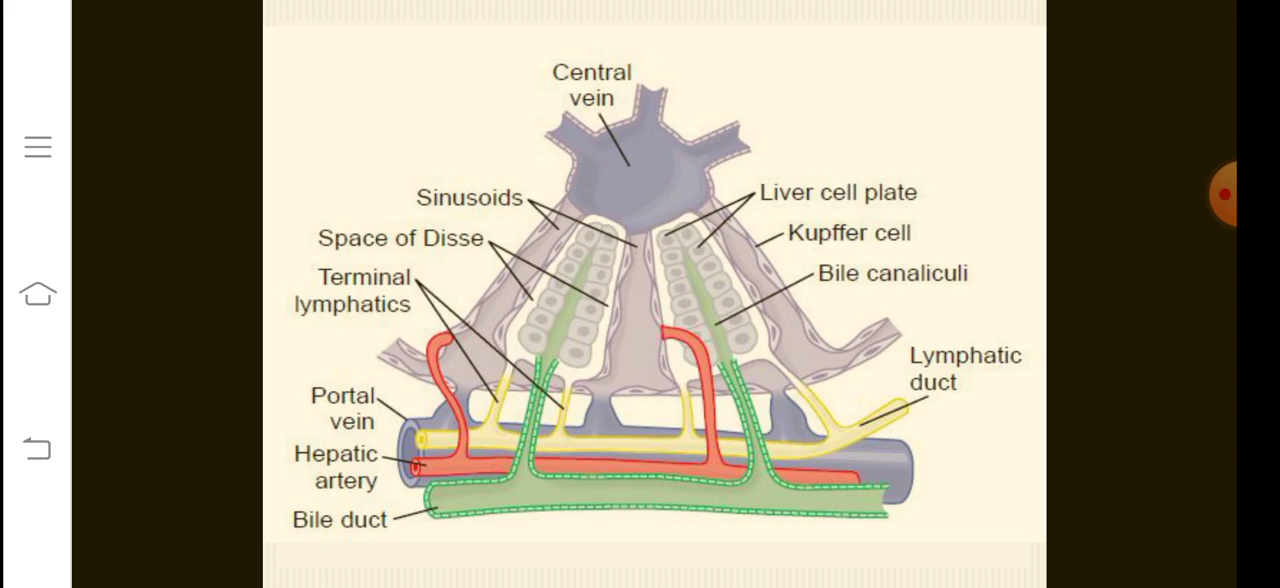 Central
vein
Sinusoids
Liver cell plate
Space of Disse
Kupffer cell
Terminal
lymphatics
Bile canaliculi
Lymphatic
duct
Portal
vein
Hepatic
artery
Bile duct